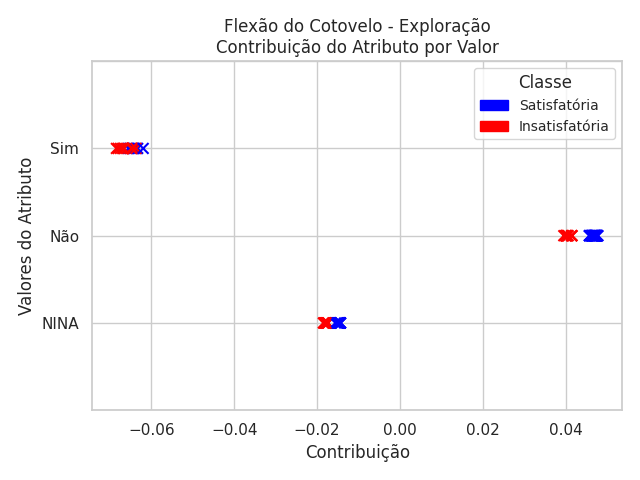 Flexão do Cotovelo - Exploração
Contribuição do Atributo por Valor
Classe
Satisfatória
Insatisfatória
Valores do Atributo
Sim
Não
NINA
−0.06
−0.04
−0.02
0.00
0.02
0.04
Contribuição